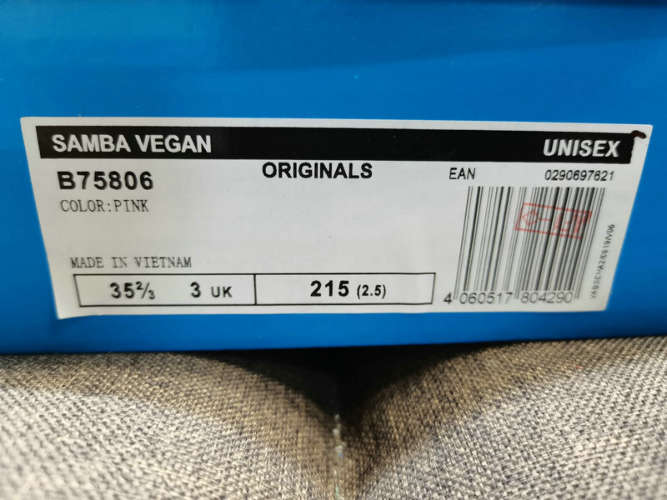 SAMBA VEGAN UNISEX
B75806 ORIGINALS EAN 0290697621
COLOR:PINK
MADE IN VIETNAM
35⅔ 3 UK 215 (2.5)
4 060517 804290